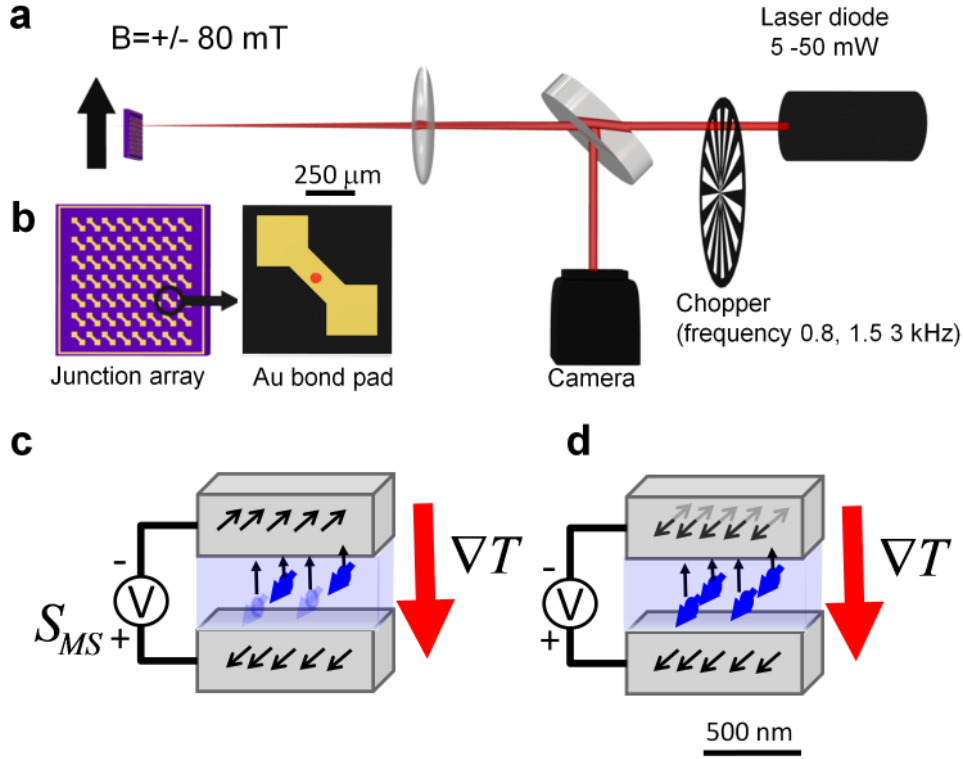 a
B=+/- 80 mT
Laser diode
5 -50 mW
250 μm
b
Junction array
Au bond pad
Camera
Chopper
(frequency 0.8, 1.5 3 kHz)
c
-
V
S_MS +
∇T
d
-
V
+
∇T
500 nm